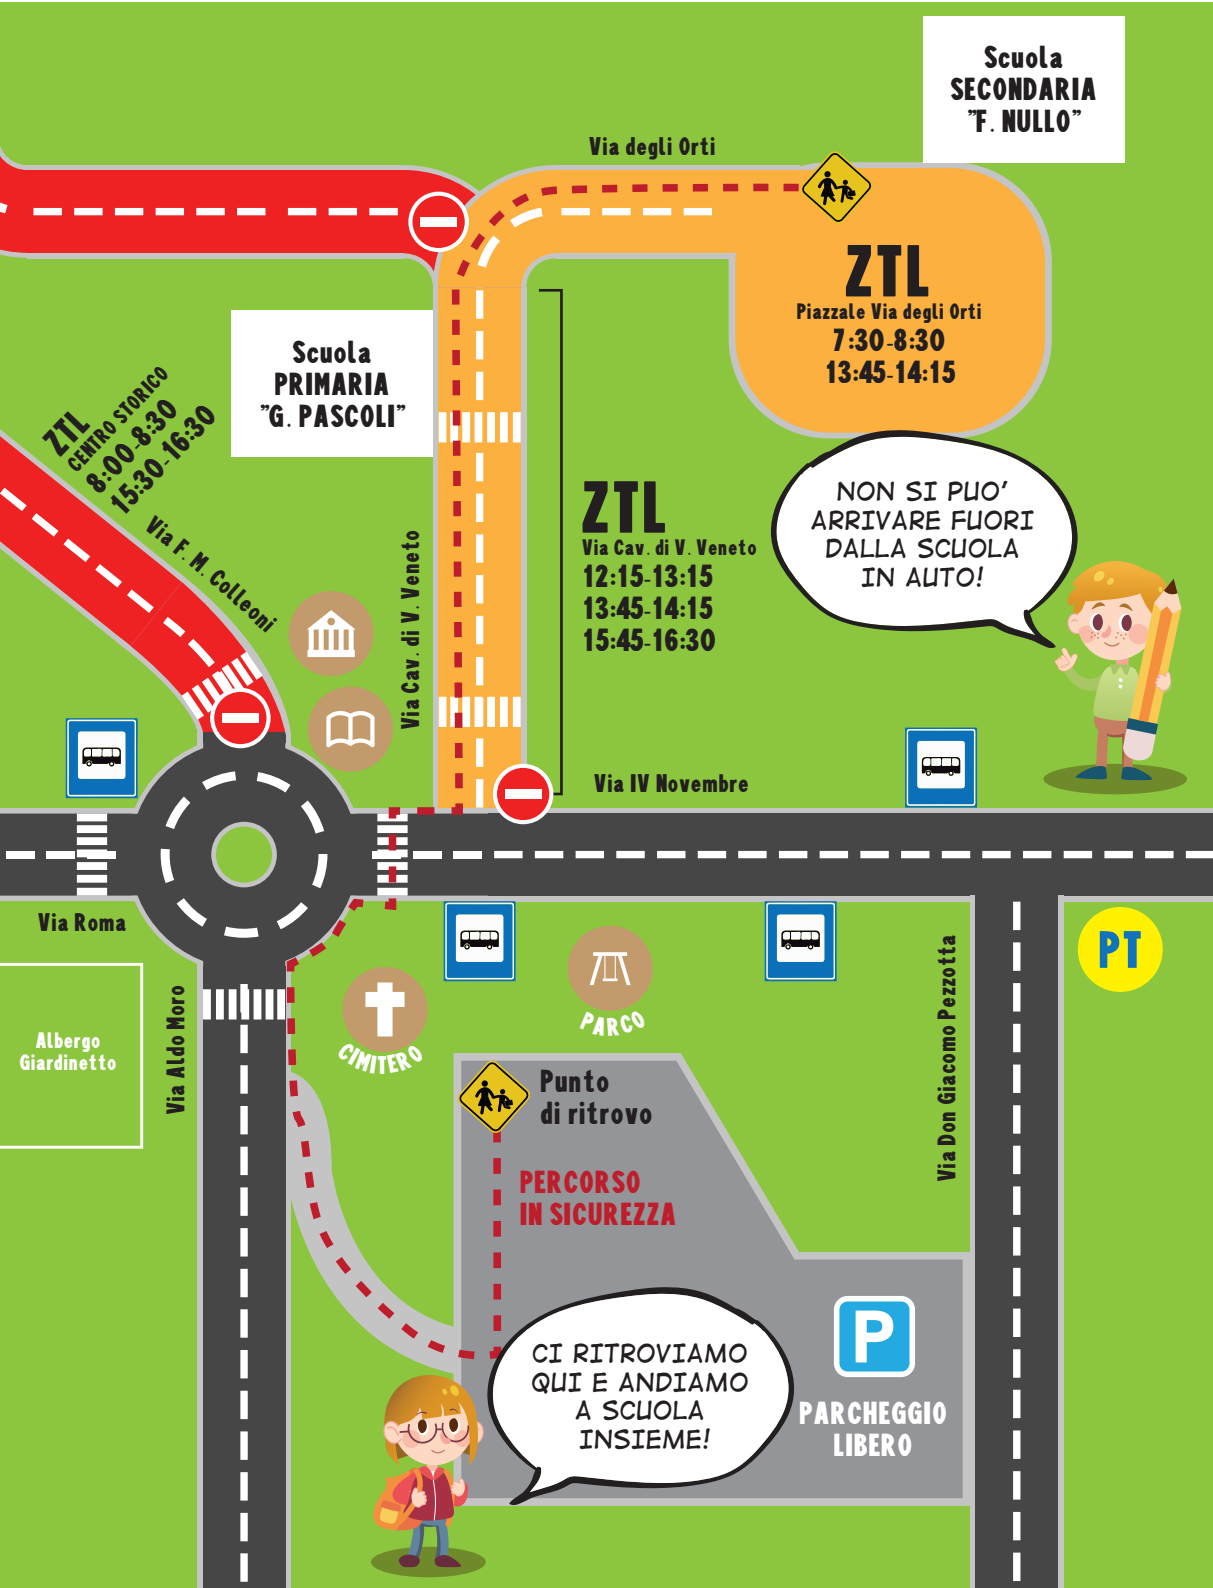 Scuola
SECONDARIA
"F. NULLO"
Via degli Orti
ZTL
Piazzale Via degli Orti
7:30-8:30
13:45-14:15
Scuola
PRIMARIA
"G. PASCOLI"
ZTL
CENTRO STORICO
8:00-8:30
15:30-16:30
Via F. M. Colleoni
Via Cav. di V. Veneto
ZTL
Via Cav. di V. Veneto
12:15-13:15
13:45-14:15
15:45-16:30
NON SI PUO'
ARRIVARE FUORI
DALLA SCUOLA
IN AUTO!
Via IV Novembre
Via Roma
PT
Albergo
Giardinetto
Via Aldo Moro
CIMITERO
PARCO
Via Don Giacomo Pezzotta
Punto
di ritrovo
PERCORSO
IN SICUREZZA
CI RITROVIAMO
QUI E ANDIAMO
A SCUOLA
INSIEME!
P
PARCHEGGIO
LIBERO